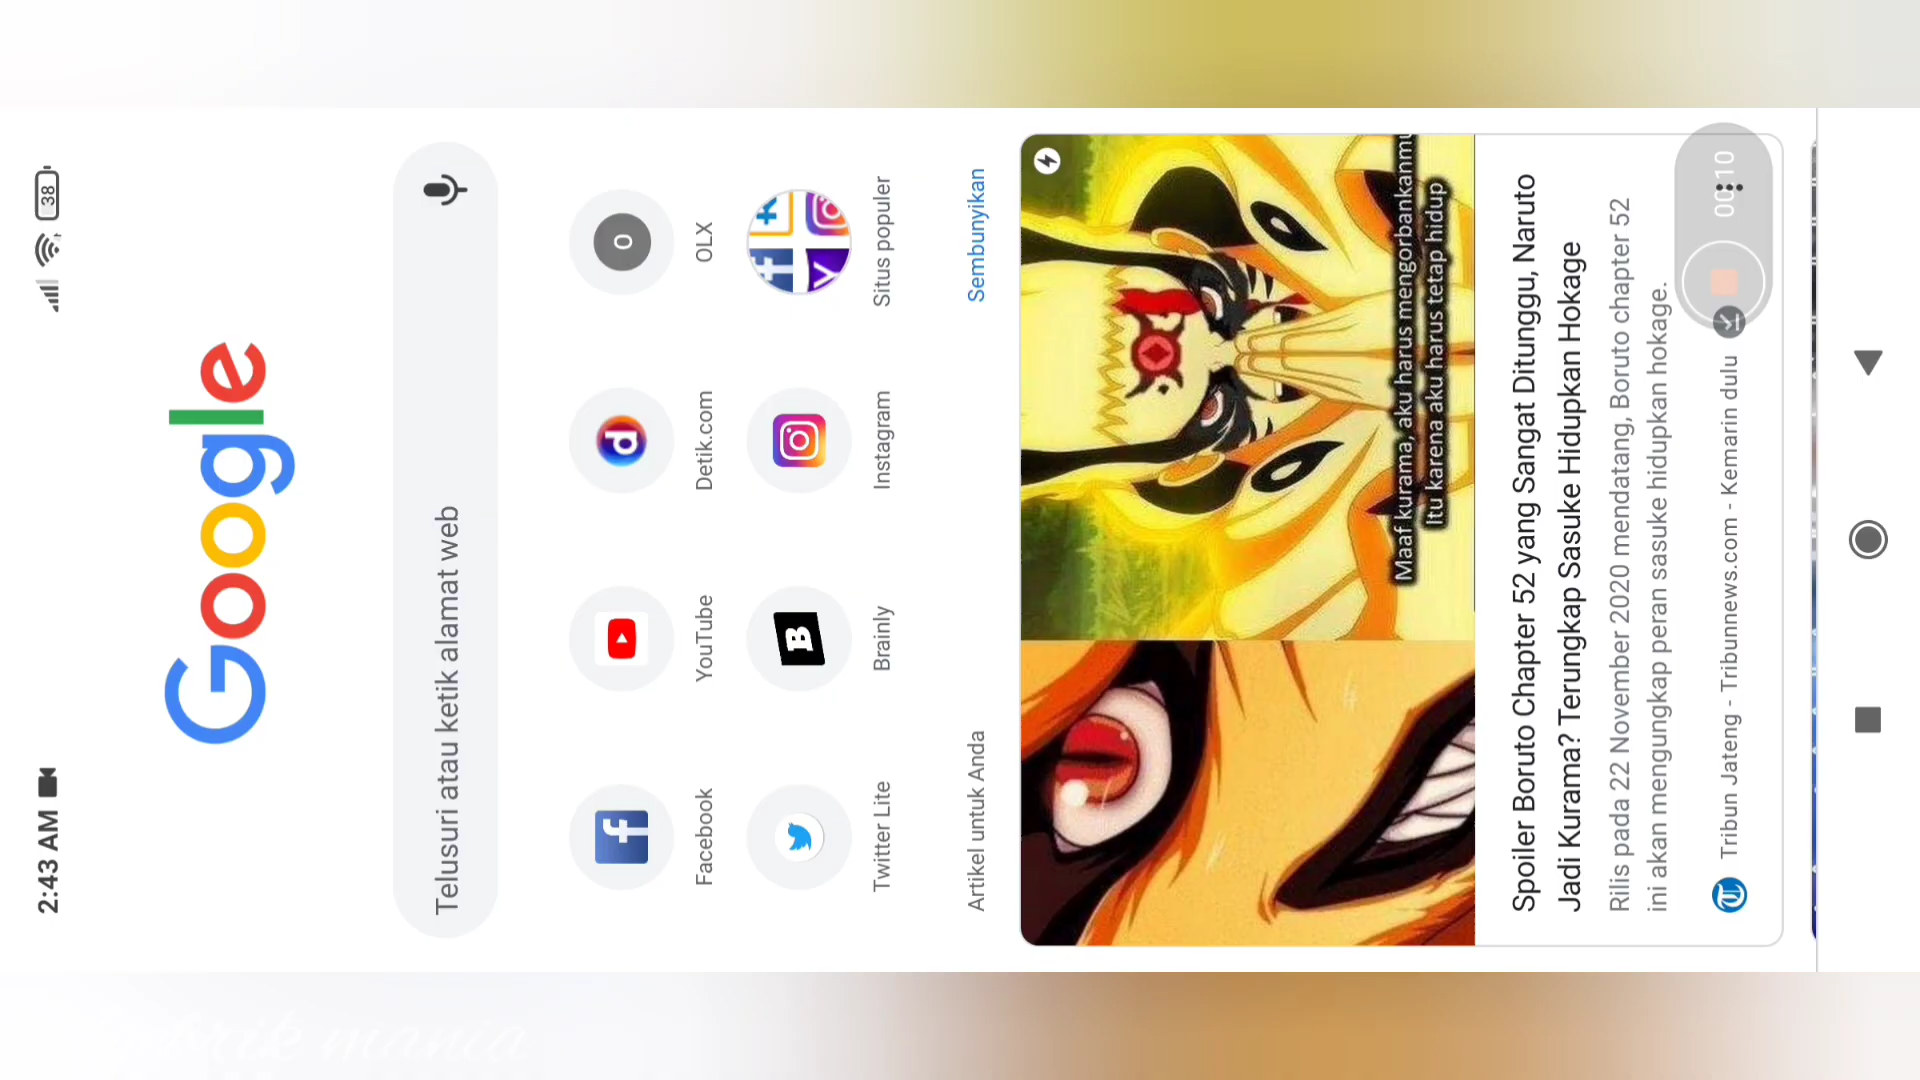 2:43 AM
38
Google
Telusuri atau ketik alamat web
f
d
O
Facebook
YouTube
Detik.com
OLX
B
f
Y
Twitter Lite
Brainly
Instagram
Situs populer
Artikel untuk Anda
Sembunyikan
Maaf kurama, aku harus mengorbankanmu
Itu karena aku harus tetap hidup
Spoiler Boruto Chapter 52 yang Sangat Ditunggu, Naruto
Jadi Kurama? Terungkap Sasuke Hidupkan Hokage
Rilis pada 22 November 2020 mendatang, Boruto chapter 52
ini akan mengungkap peran sasuke hidupkan hokage.
Tribun Jateng - Tribunnews.com - Kemarin dulu
00:10
mania